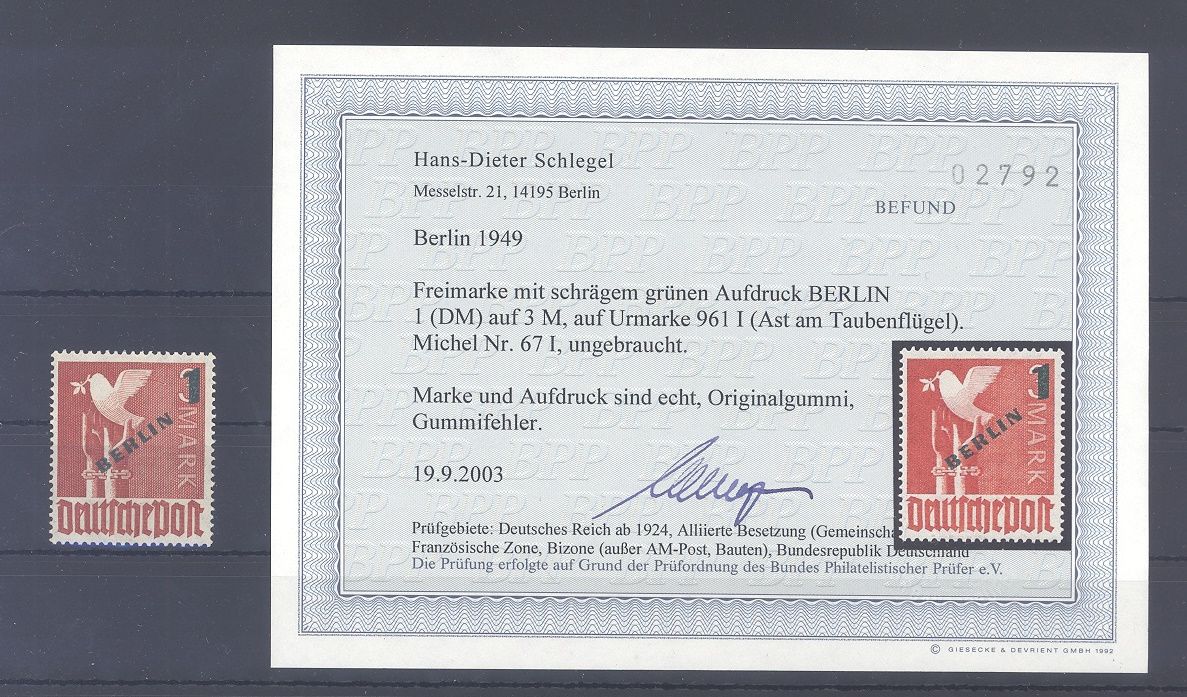 Hans-Dieter Schlegel
02792
Messelstr. 21, 14195 Berlin
BEFUND
Berlin 1949
Freimarke mit schrägem grünen Aufdruck BERLIN
1 (DM) auf 3 M, auf Urmarke 961 I (Ast am Taubenflügel).
Michel Nr. 67 I, ungebraucht.
Marke und Aufdruck sind echt, Originalgummi,
Gummifehler.
19.9.2003
Prüfgebiete: Deutsches Reich ab 1924, Alliierte Besetzung (Gemeinscha
Französische Zone, Bizone (außer AM-Post, Bauten), Bundesrepublik Deutschland
Die Prüfung erfolgte auf Grund der Prüfordnung des Bundes Philatelistischer Prüfer e.V.
© GIESECKE & DEVRIENT GMBH 1992
1
MARK
BERLIN
Deutsche Post
1
MARK
BERLIN
Deutsche Post
BPP